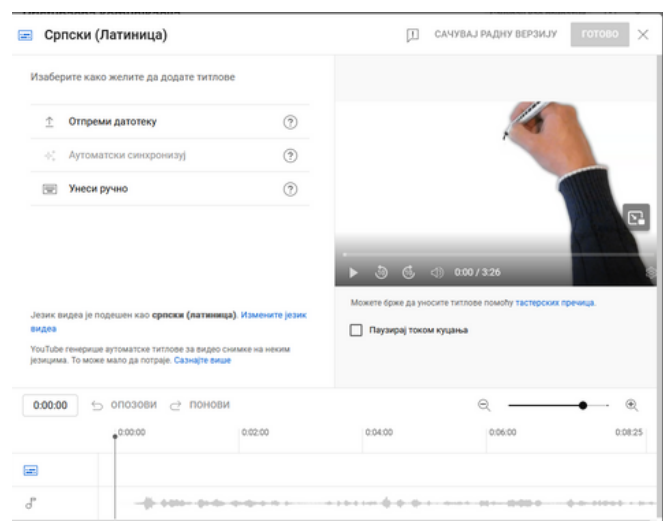 Српски (Латиница)
САЧУВАЈ РАДНУ ВЕРЗИЈУ
ГОТОВО
Изаберите како желите да додате титлове
Отпреми датотеку
Аутоматски синхронизуј
Унеси ручно
0:00 / 3:26
Можете брже да уносите титлове помоћу тастерских пречица.
Паузирај током куцања
Језик видеа је подешен као српски (латиница). Измените језик
видеа
YouTube генерише аутоматске титлове за видео снимке на неким
језицима. То може мало да потраје. Сазнајте више
0:00:00
ОПОЗОВИ
ПОНОВИ
0:00:00
0:02:00
0:04:00
0:06:00
0:08:25